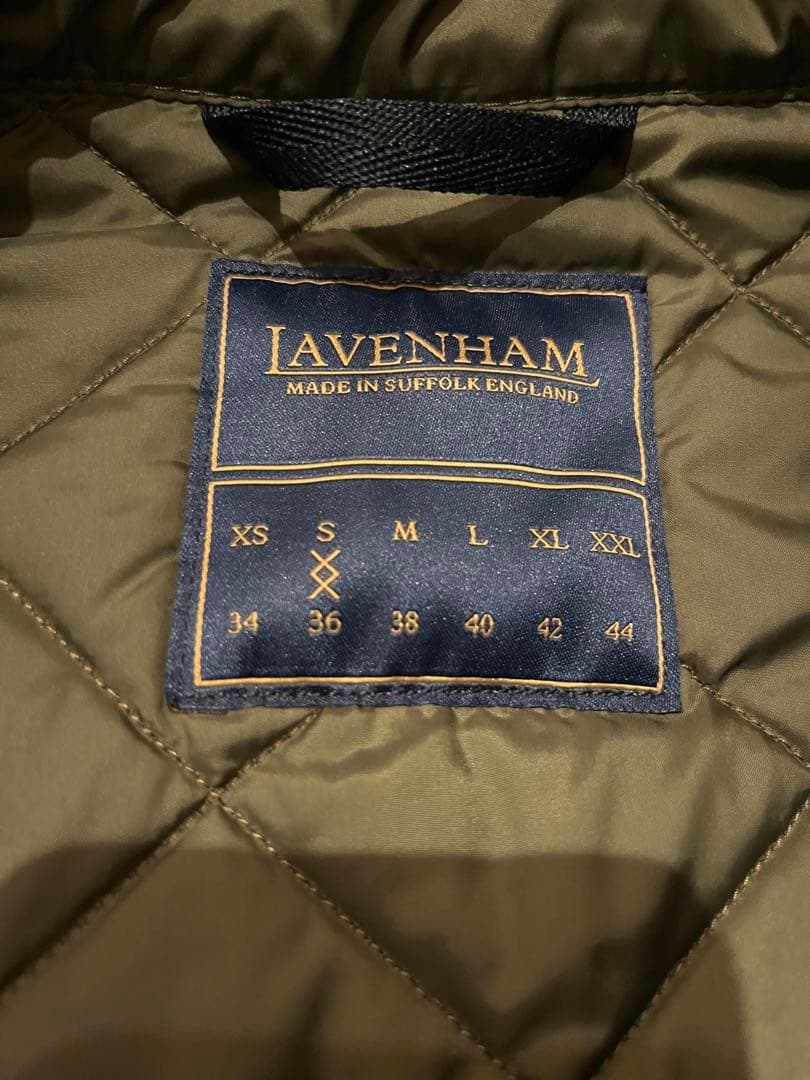 LAVENHAM
MADE IN SUFFOLK ENGLAND
XS S M L XL XXL
34 36 38 40 42 44